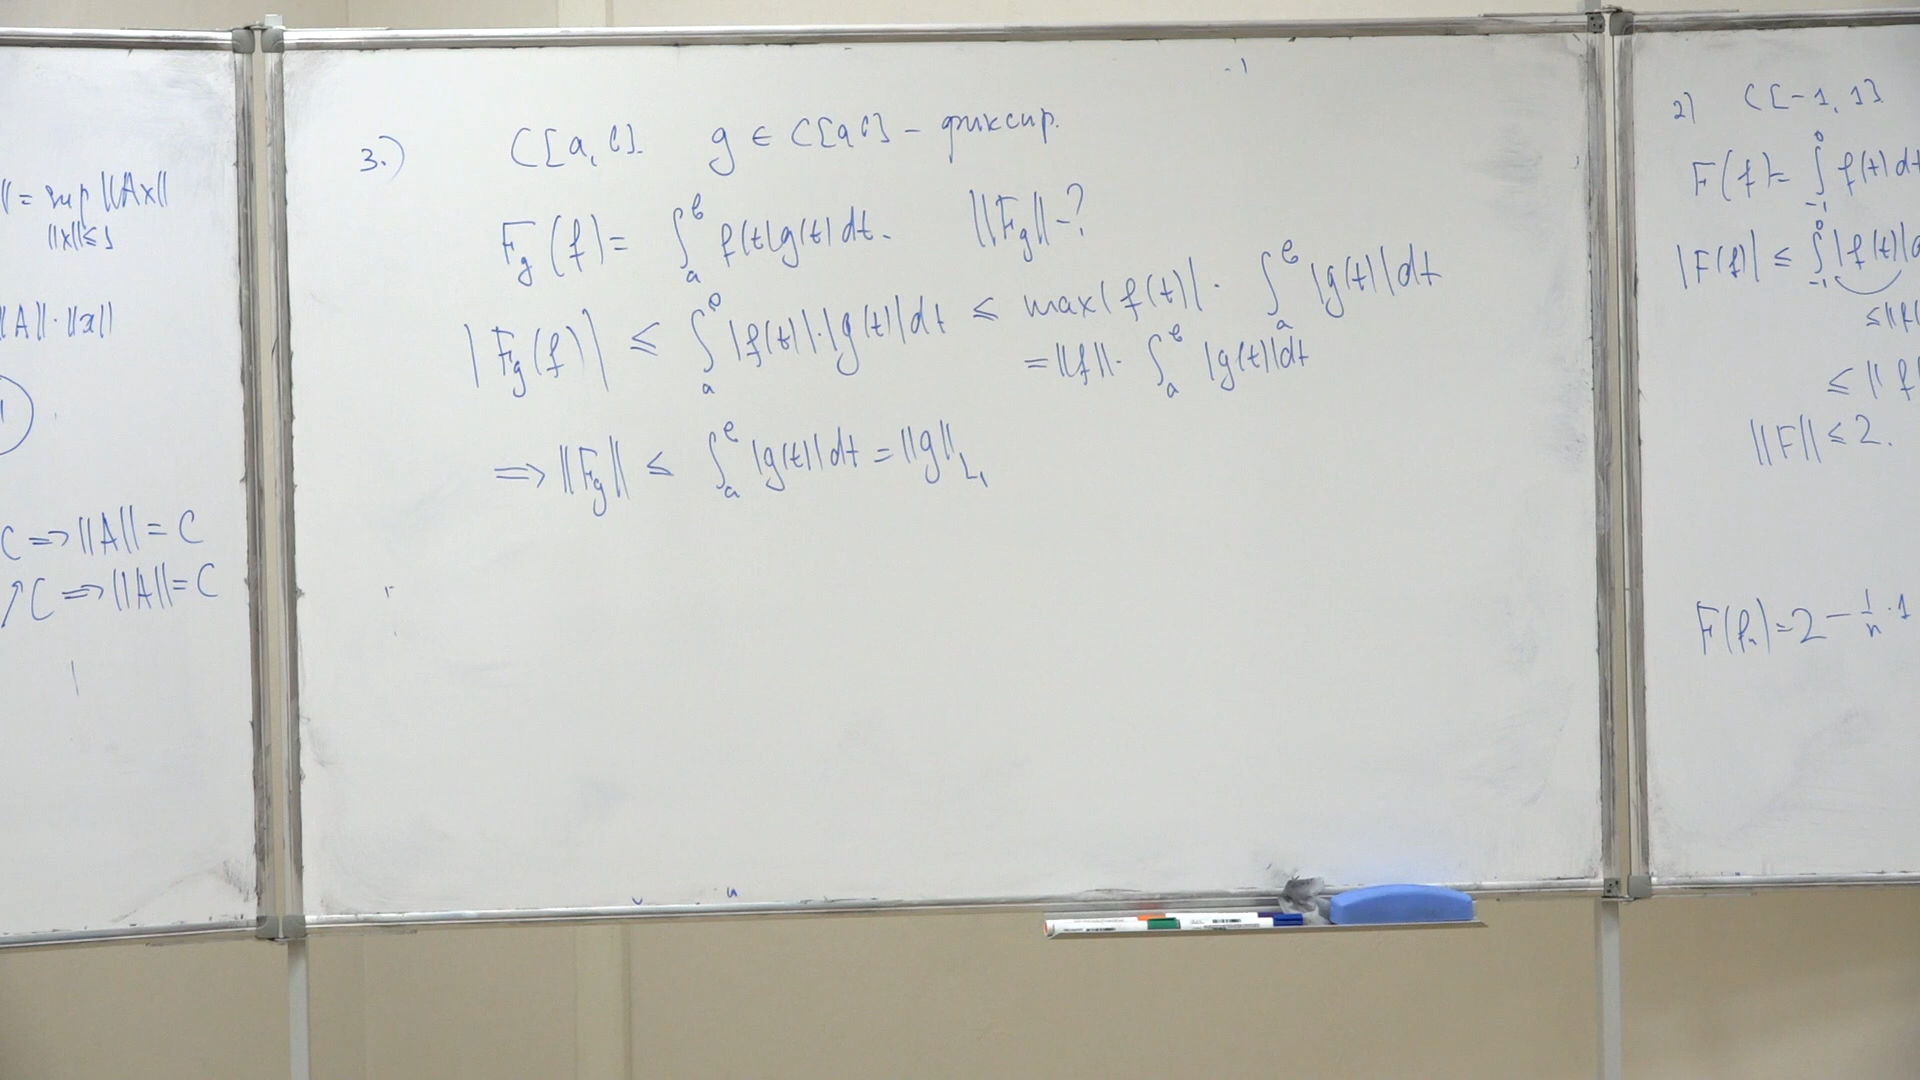 || = sup ||Ax||
||x|| ≤ 1
||A|| · ||x||
C => ||A|| = C
↗C => ||A|| = C
3.) C[a, b]. g ∈ C[a b] – фиксир.
F_g(f) = ∫_a^b f(t)g(t)dt. ||F_g|| – ?
|F_g(f)| ≤ ∫_a^b |f(t)|·|g(t)|dt ≤ max|f(t)| · ∫_a^b |g(t)|dt
= ||f|| · ∫_a^b |g(t)|dt
=> ||F_g|| ≤ ∫_a^b |g(t)|dt = ||g||_{L_1}
2) C[-1, 1]
F(f) = ∫_{-1}^0 f(t)dt
|F(f)| ≤ ∫_{-1}^0 |f(t)|d
≤ ||f||
≤ ||f||
||F|| ≤ 2.
F(f_n) = 2 – 1/n · 1